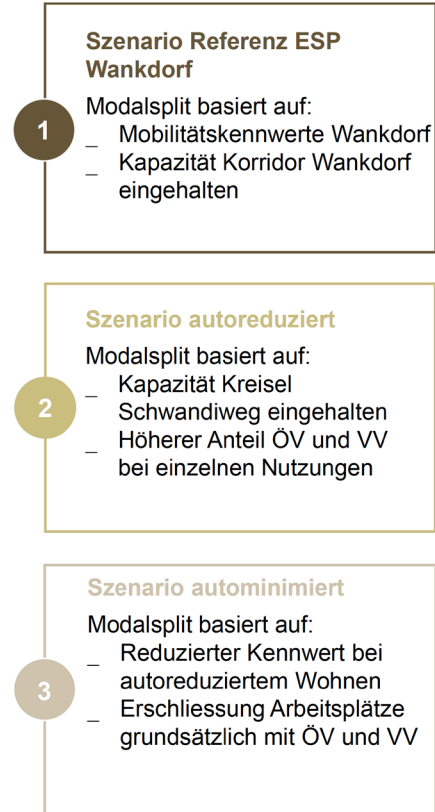 Szenario Referenz ESP
Wankdorf
Modalsplit basiert auf:
1
_ Mobilitätskennwerte Wankdorf
_ Kapazität Korridor Wankdorf
eingehalten
Szenario autoreduziert
Modalsplit basiert auf:
_ Kapazität Kreisel
2
Schwandiweg eingehalten
_ Höherer Anteil ÖV und VV
bei einzelnen Nutzungen
Szenario autominimiert
Modalsplit basiert auf:
_ Reduzierter Kennwert bei
3
autoreduziertem Wohnen
_ Erschliessung Arbeitsplätze
grundsätzlich mit ÖV und VV